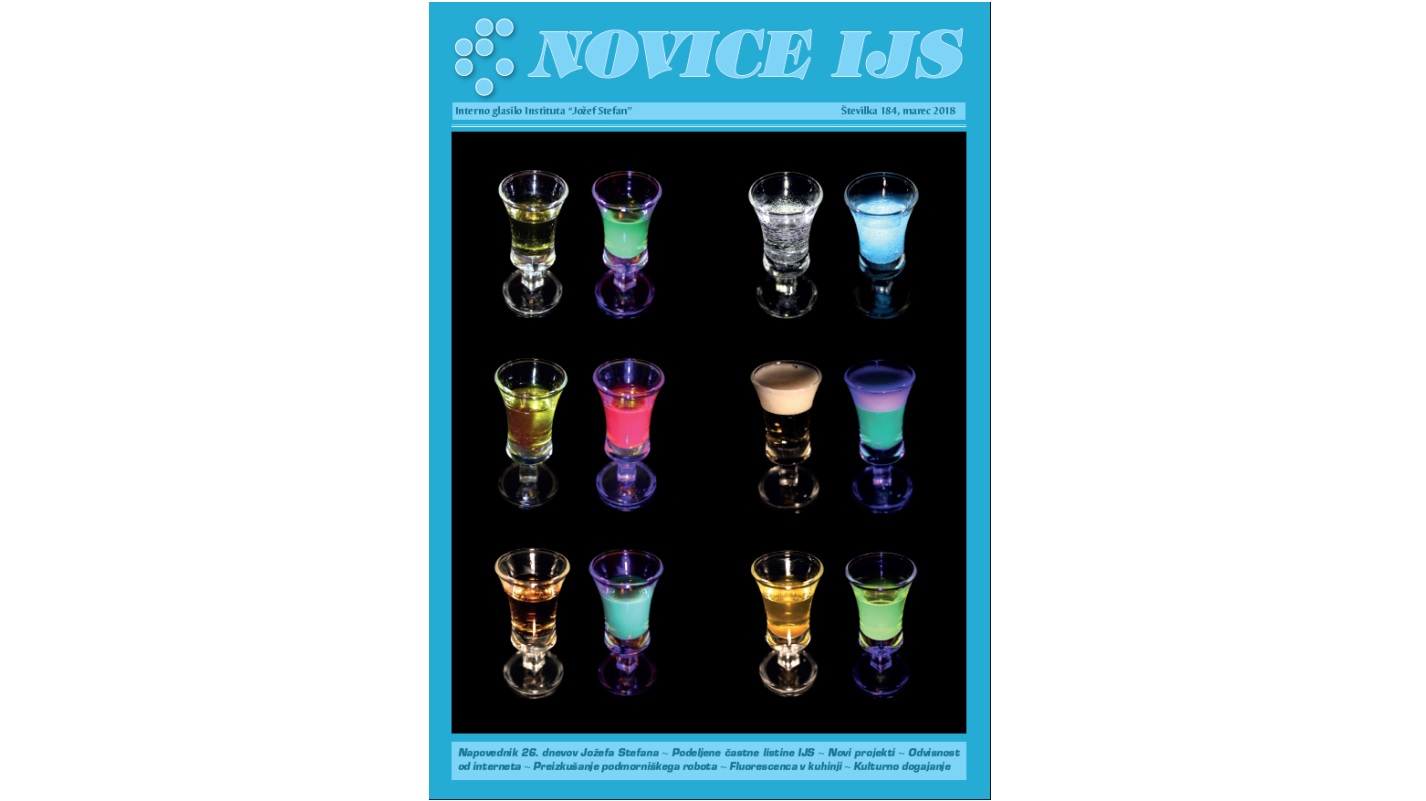 NOVICE IJS
Interno glasilo Instituta “Jožef Stefan”
Številka 184, marec 2018
Napovednik 26. dnevov Jožefa Stefana ~ Podeljene častne listine IJS ~ Novi projekti ~ Odvisnost
od interneta ~ Preizkušanje podmorniškega robota ~ Fluorescenca v kuhinji ~ Kulturno dogajanje